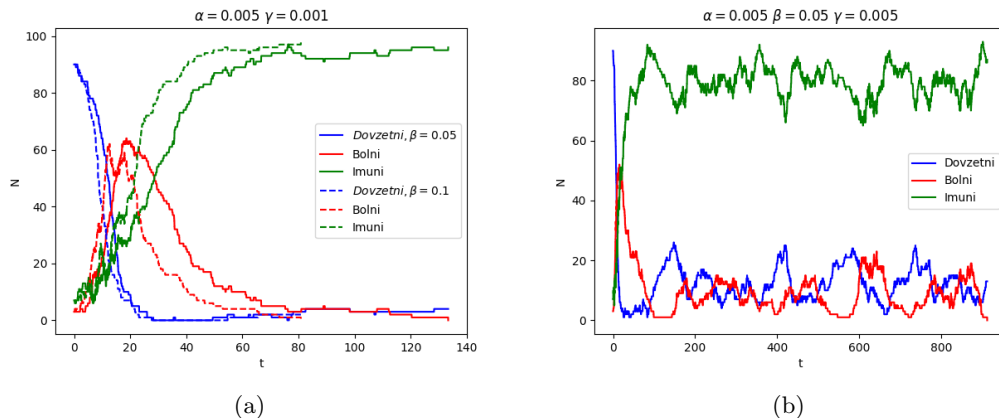 α = 0.005 γ = 0.001
N
100
80
60
40
20
0
Dovzetni, β = 0.05
Bolni
Imuni
Dovzetni, β = 0.1
Bolni
Imuni
0 20 40 60 80 100 120 140
t
(a)
α = 0.005 β = 0.05 γ = 0.005
N
80
60
40
20
0
Dovzetni
Bolni
Imuni
0 200 400 600 800
t
(b)